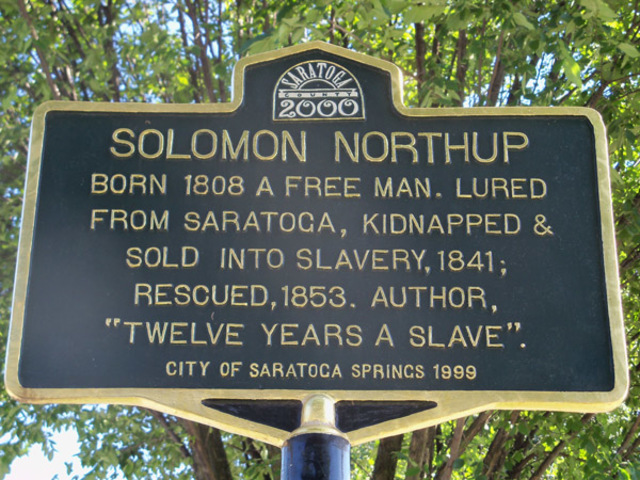 SARATOGA
COUNTY
2000
SOLOMON NORTHUP
BORN 1808 A FREE MAN. LURED
FROM SARATOGA, KIDNAPPED &
SOLD INTO SLAVERY, 1841;
RESCUED, 1853. AUTHOR,
"TWELVE YEARS A SLAVE".
CITY OF SARATOGA SPRINGS 1999